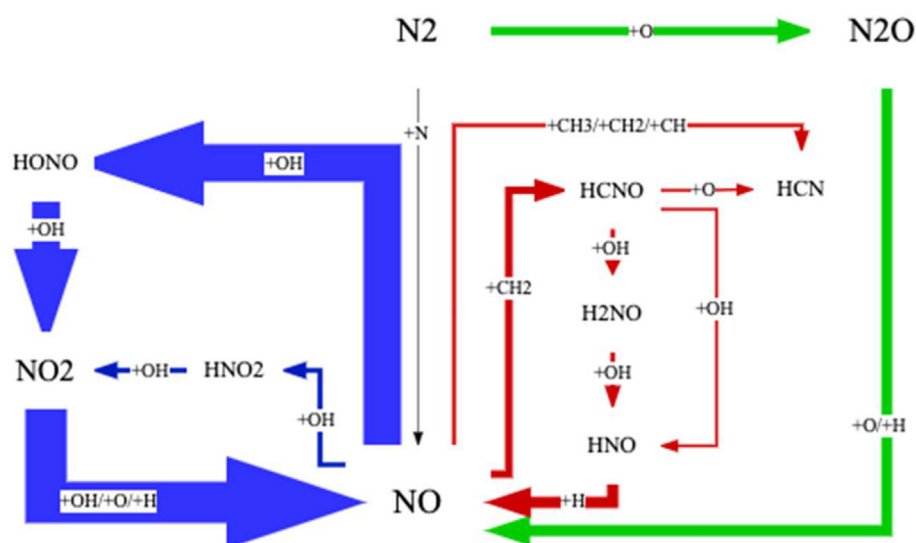 N2 +O N2O
+N
+CH3/+CH2/+CH
HONO +OH
HCNO +O HCN
+OH
+OH
+CH2
+OH
H2NO
NO2 +OH HNO2
+OH
+OH
+O/+H
HNO
+OH/+O/+H
NO
+H